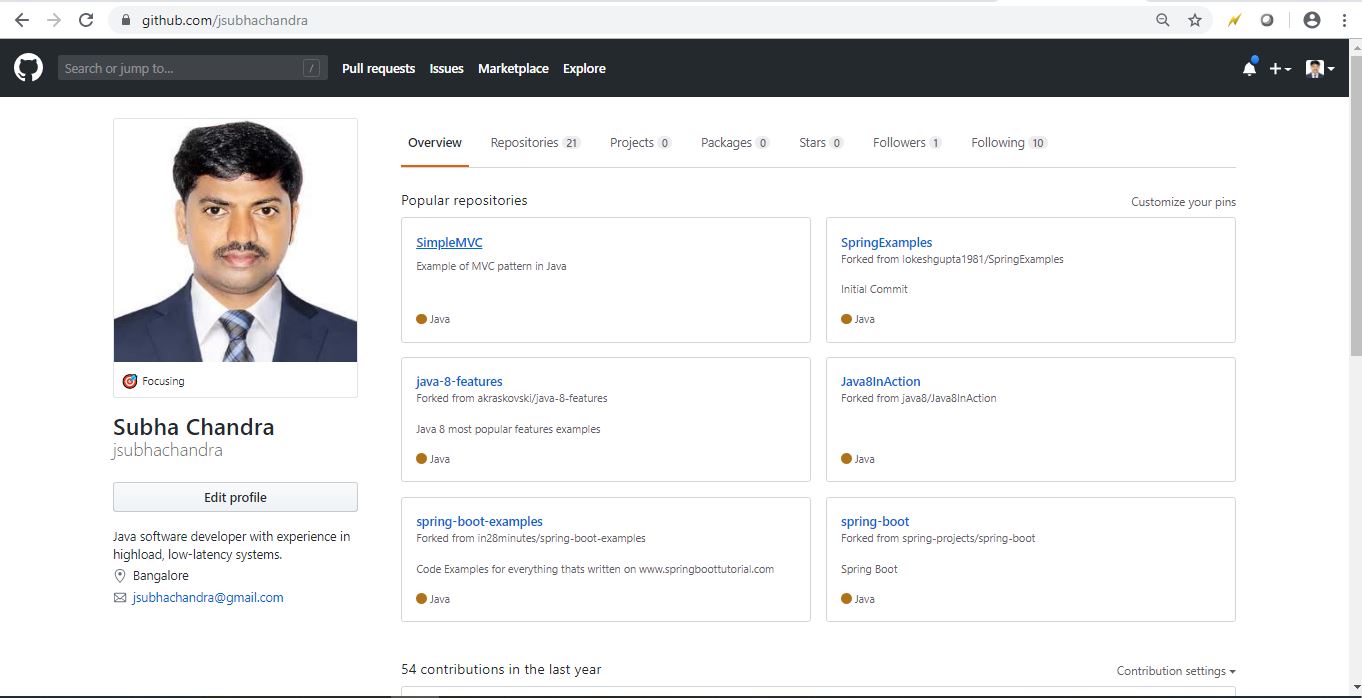 github.com/jsubhachandra
Search or jump to... /
Pull requests Issues Marketplace Explore
Overview Repositories 21 Projects 0 Packages 0 Stars 0 Followers 1 Following 10
Popular repositories Customize your pins
SimpleMVC
Example of MVC pattern in Java
Java
SpringExamples
Forked from lokeshgupta1981/SpringExamples
Initial Commit
Java
java-8-features
Forked from akraskovski/java-8-features
Java 8 most popular features examples
Java
Java8InAction
Forked from java8/Java8InAction
Java
spring-boot-examples
Forked from in28minutes/spring-boot-examples
Code Examples for everything thats written on www.springboottutorial.com
Java
spring-boot
Forked from spring-projects/spring-boot
Spring Boot
Java
54 contributions in the last year Contribution settings
Focusing
Subha Chandra
jsubhachandra
Edit profile
Java software developer with experience in
highload, low-latency systems.
Bangalore
jsubhachandra@gmail.com